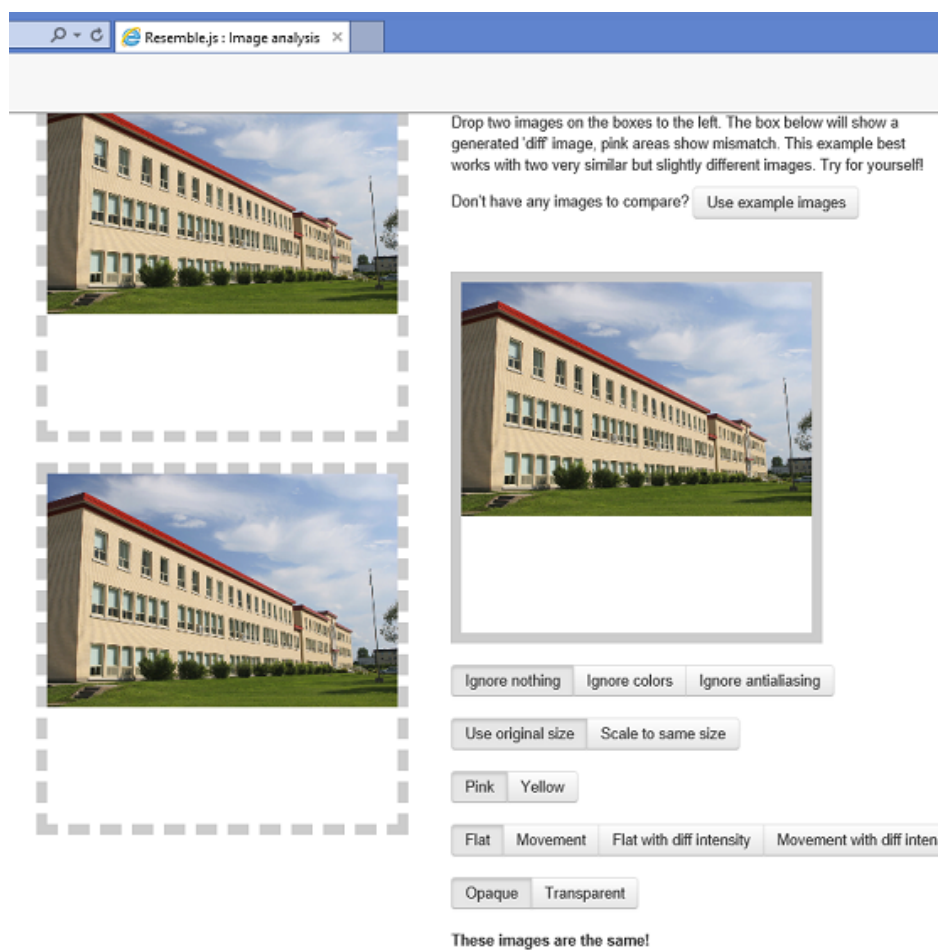 Resemble.js : Image analysis
Drop two images on the boxes to the left. The box below will show a
generated 'diff' image, pink areas show mismatch. This example best
works with two very similar but slightly different images. Try for yourself!
Don't have any images to compare? Use example images
Ignore nothing Ignore colors Ignore antialiasing
Use original size Scale to same size
Pink Yellow
Flat Movement Flat with diff intensity Movement with diff inten
Opaque Transparent
These images are the same!